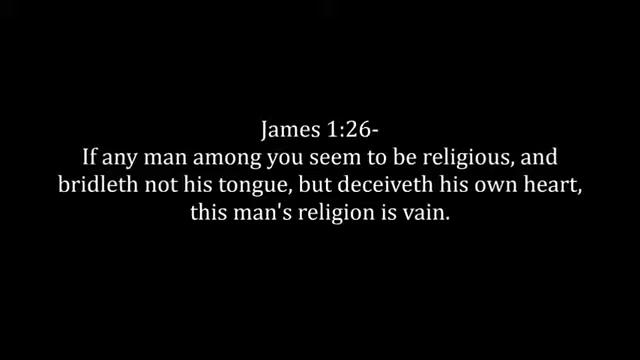 James 1:26-
If any man among you seem to be religious, and
bridleth not his tongue, but deceiveth his own heart,
this man's religion is vain.